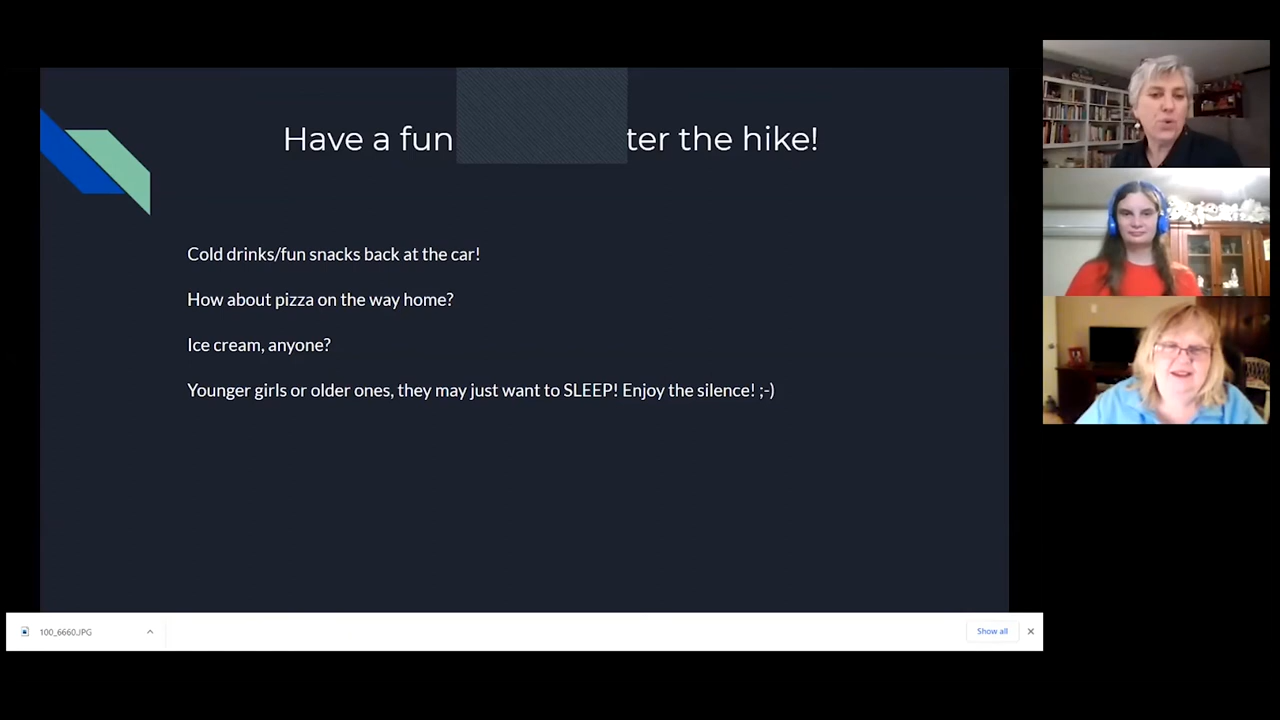 Have a fun ter the hike!
Cold drinks/fun snacks back at the car!
How about pizza on the way home?
Ice cream, anyone?
Younger girls or older ones, they may just want to SLEEP! Enjoy the silence! ;-)
100_6660.JPG
Show all